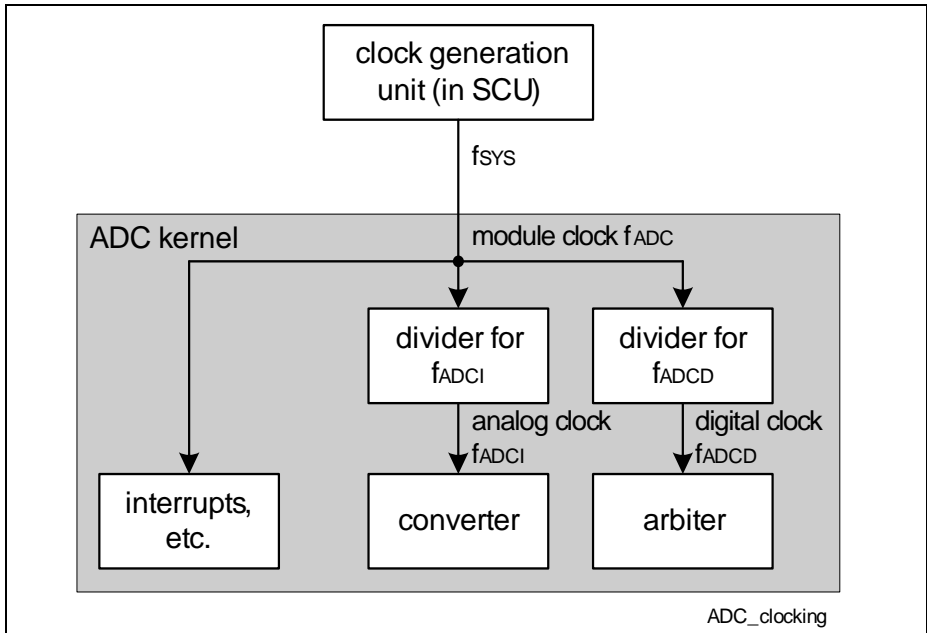 clock generation
unit (in SCU)
fSYS
ADC kernel
module clock fADC
divider for
fADCI
divider for
fADCD
analog clock
fADCI
digital clock
fADCD
interrupts,
etc.
converter
arbiter
ADC_clocking